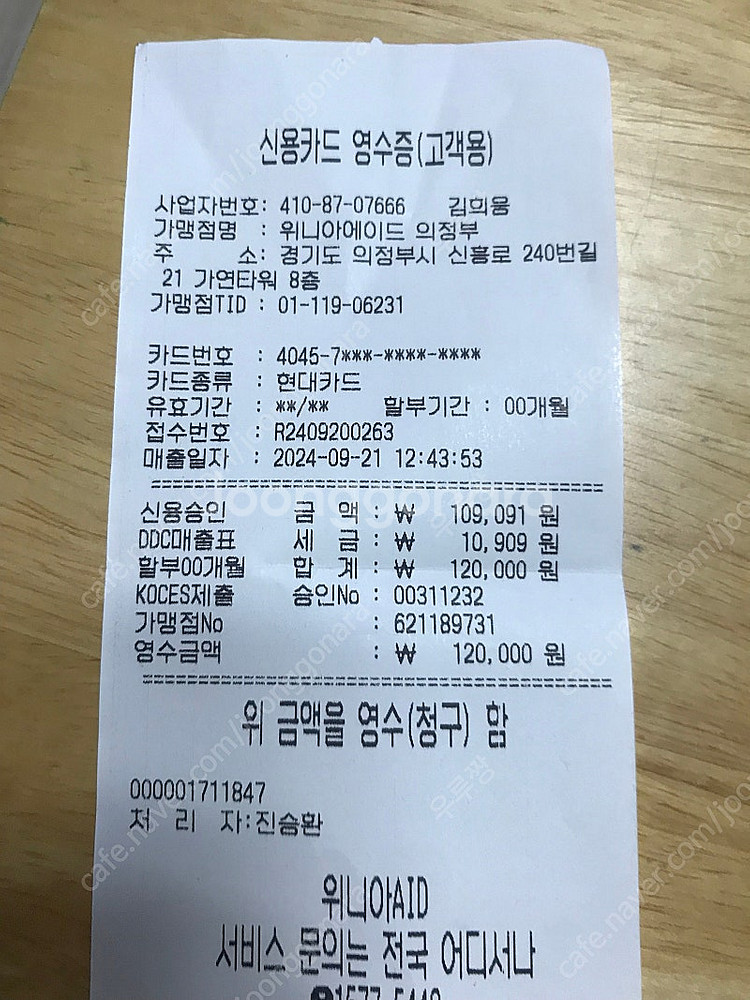 신용카드 영수증(고객용)
사업자번호: 410-87-07666 김희웅
가맹점명 : 위니아에이드 의정부
주 소: 경기도 의정부시 신흥로 240번길
21 가연타워 8층
가맹점TID : 01-119-06231
카드번호 : 4045-7***-****-****
카드종류 : 현대카드
유효기간 : **/** 할부기간 : 00개월
접수번호 : R2409200263
매출일자 : 2024-09-21 12:43:53
신용승인 금 액 : ₩ 109,091 원
DDC매출표 세 금 : ₩ 10,909 원
할부00개월 합 계 : ₩ 120,000 원
KOCES제출 승인No : 00311232
가맹점No : 621189731
영수금액 : ₩ 120,000 원
위 금액을 영수(청구) 함
000001711847
처 리 자:진승환
위니아AID
서비스 문의는 전국 어디서나
joonggonara
우류광
cafe.naver.com/joonggonara